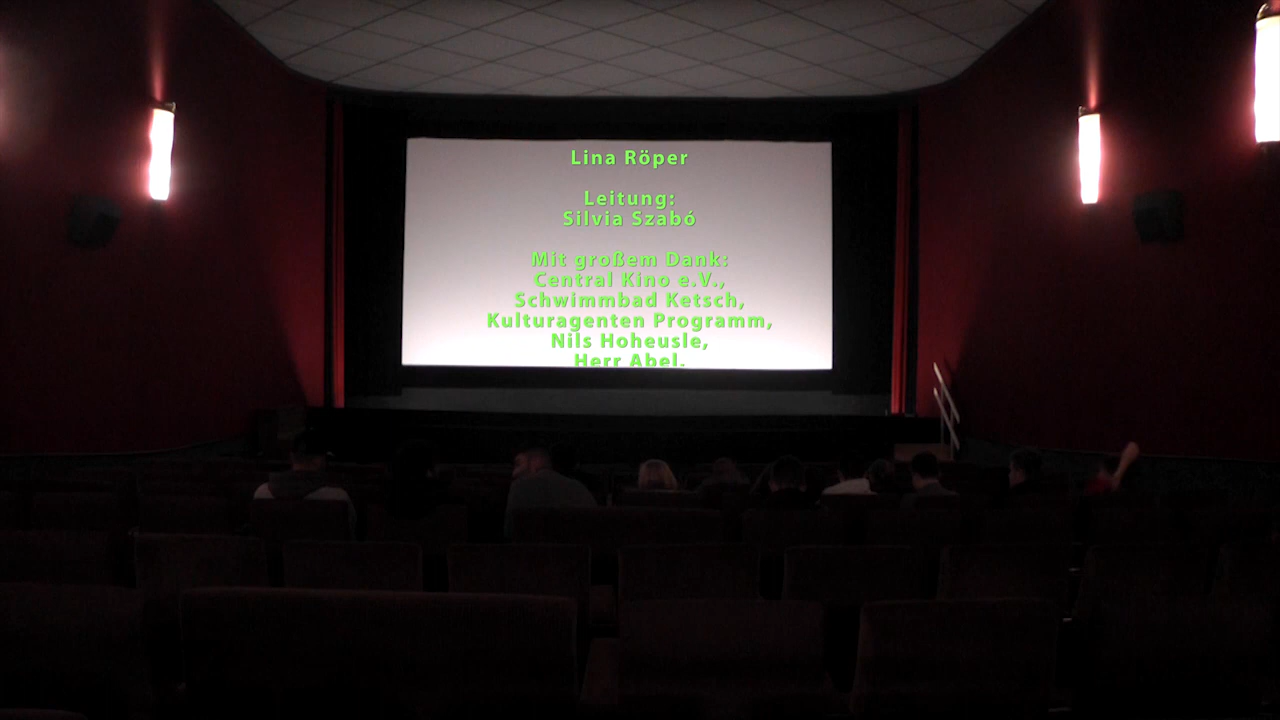 Lina Röper
Leitung:
Silvia Szabó
Mit großem Dank:
Central Kino e.V.,
Schwimmbad Ketsch,
Kulturagenten Programm,
Nils Hoheusle,
Herr Abel.